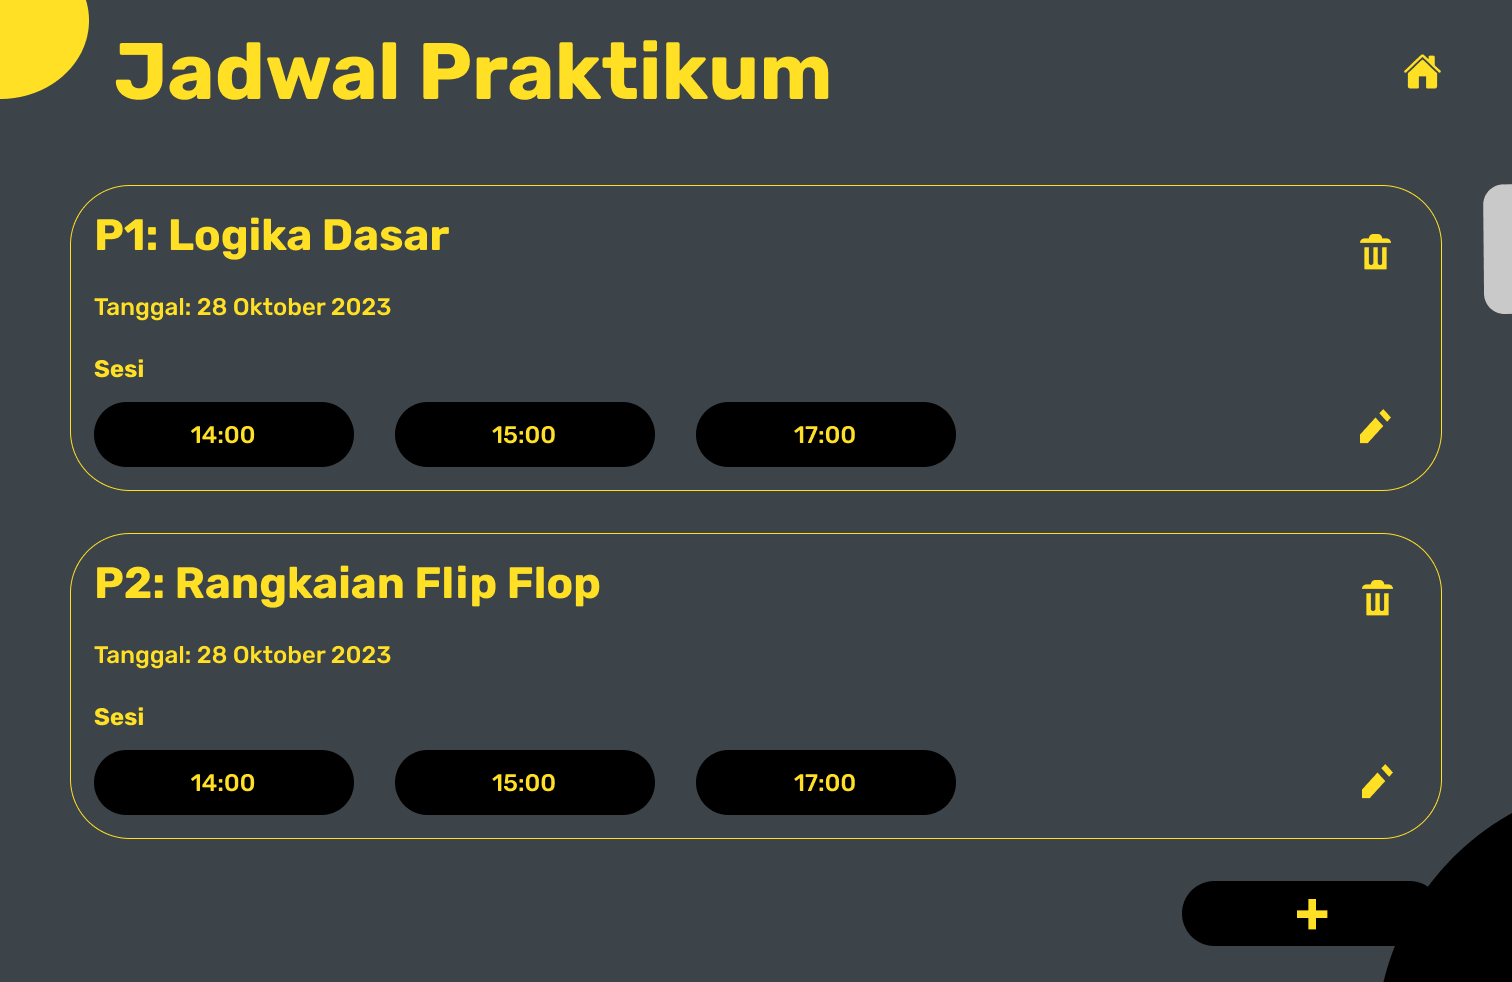 Jadwal Praktikum
P1: Logika Dasar
Tanggal: 28 Oktober 2023
Sesi
14:00 15:00 17:00
P2: Rangkaian Flip Flop
Tanggal: 28 Oktober 2023
Sesi
14:00 15:00 17:00
+